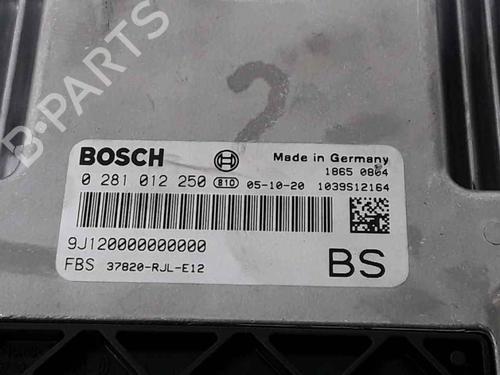 B-PARTS
2
BOSCH Made in Germany
1865 0804
0 281 012 250 B10 05-10-20 1039S12164
9J120000000000
FBS 37820-RJL-E12 BS